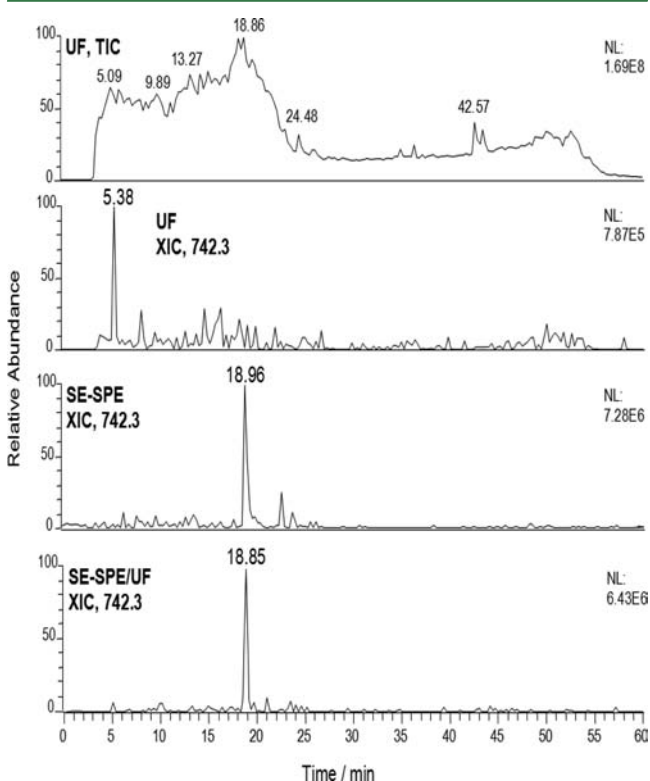 100
UF, TIC
5.09
9.89
13.27
18.86
24.48
42.57
NL:
1.69E8
50
0
100
5.38
UF
XIC, 742.3
NL:
7.87E5
50
0
Relative Abundance
100
SE-SPE
XIC, 742.3
18.96
NL:
7.28E6
50
0
100
SE-SPE/UF
XIC, 742.3
18.85
NL:
6.43E6
50
0
0 5 10 15 20 25 30 35 40 45 50 55 60
Time / min